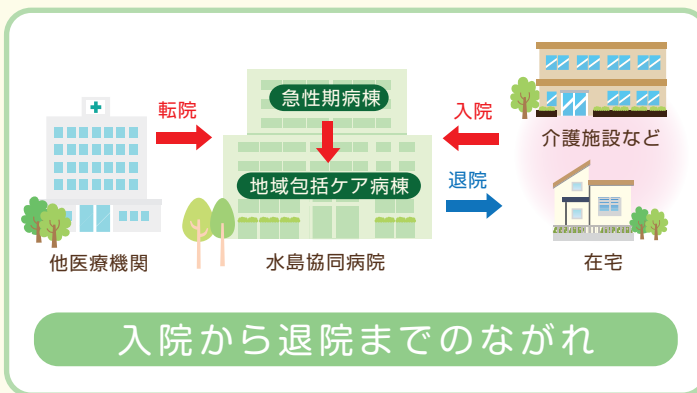 急性期病棟
転院
入院
介護施設など
地域包括ケア病棟
退院
他医療機関
水島協同病院
在宅
入院から退院までのながれ